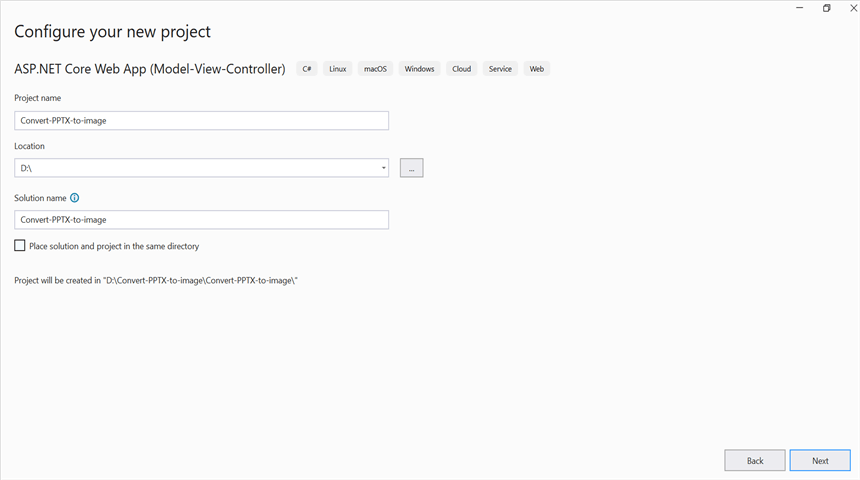 Configure your new project
ASP.NET Core Web App (Model-View-Controller) C# Linux macOS Windows Cloud Service Web
Project name
Convert-PPTX-to-image
Location
D:\
...
Solution name
Convert-PPTX-to-image
Place solution and project in the same directory
Project will be created in "D:\Convert-PPTX-to-image\Convert-PPTX-to-image\"
Back Next